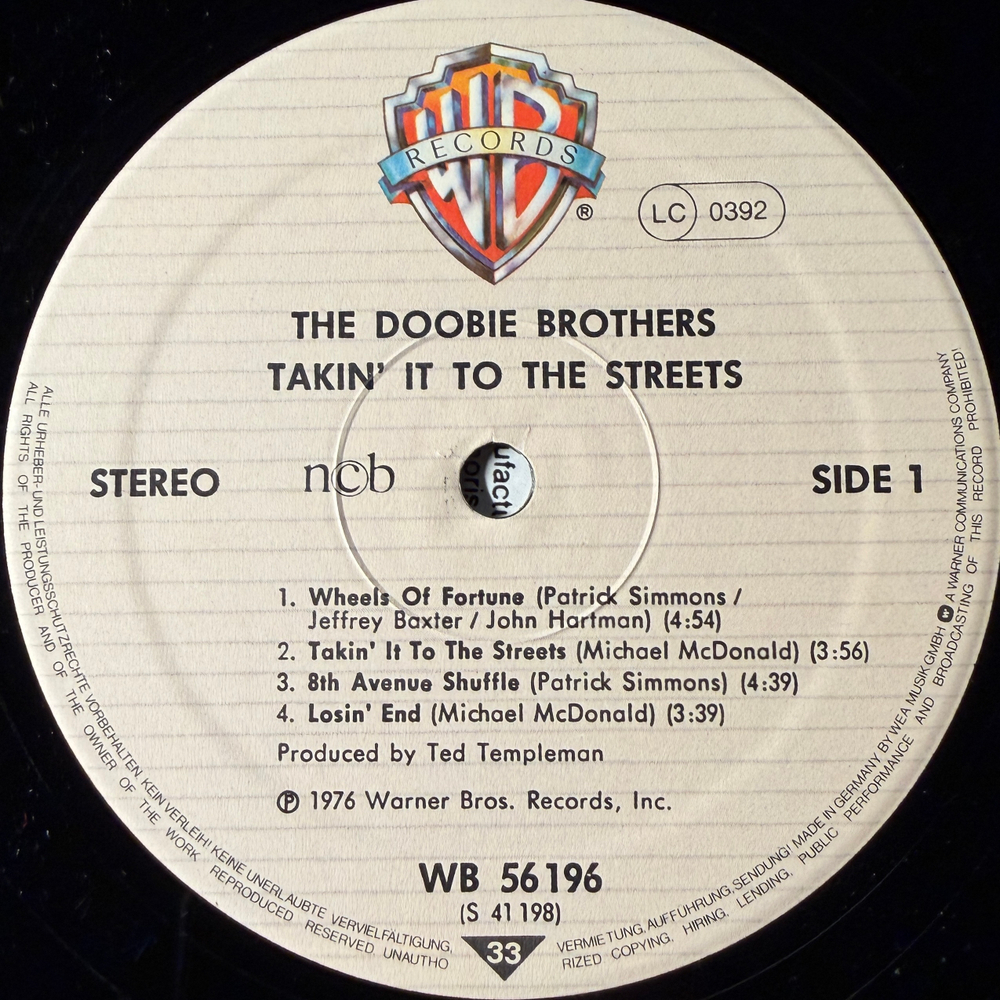 WB
RECORDS
®
LC 0392
THE DOOBIE BROTHERS
TAKIN' IT TO THE STREETS
STEREO
ncb
SIDE 1
1. Wheels Of Fortune (Patrick Simmons /
Jeffrey Baxter / John Hartman) (4:54)
2. Takin' It To The Streets (Michael McDonald) (3:56)
3. 8th Avenue Shuffle (Patrick Simmons) (4:39)
4. Losin' End (Michael McDonald) (3:39)
Produced by Ted Templeman
℗ 1976 Warner Bros. Records, Inc.
WB 56196
(S 41 198)
33
ALLE URHEBER- UND LEISTUNGSSCHUTZRECHTE VORBEHALTEN. KEIN VERLEIH! KEINE UNERLAUBTE VERVIELFÄLTIGUNG, VERMIETUNG, AUFFÜHRUNG, SENDUNG! MADE IN GERMANY BY WEA MUSIK GMBH A WARNER COMMUNICATIONS COMPANY
ALL RIGHTS OF THE PRODUCER AND OF THE OWNER OF THE WORK REPRODUCED RESERVED. UNAUTHORIZED COPYING, HIRING, LENDING, PUBLIC PERFORMANCE AND BROADCASTING OF THIS RECORD PROHIBITED!